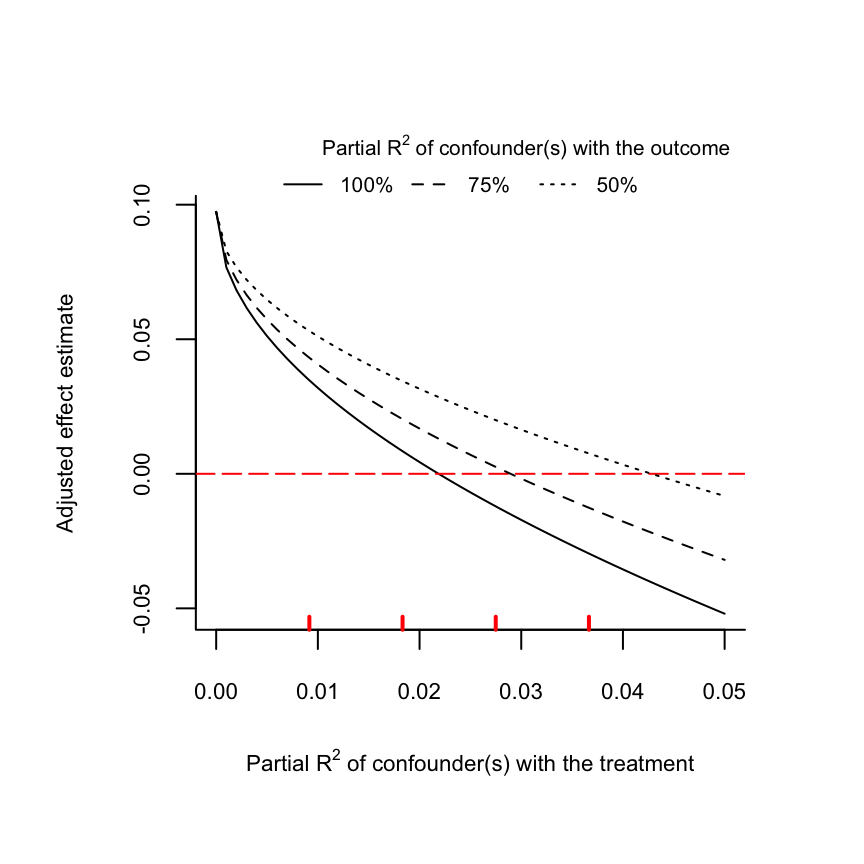 Partial R² of confounder(s) with the outcome
100% 75% 50%
0.10
0.05
0.00
-0.05
Adjusted effect estimate
0.00 0.01 0.02 0.03 0.04 0.05
Partial R² of confounder(s) with the treatment